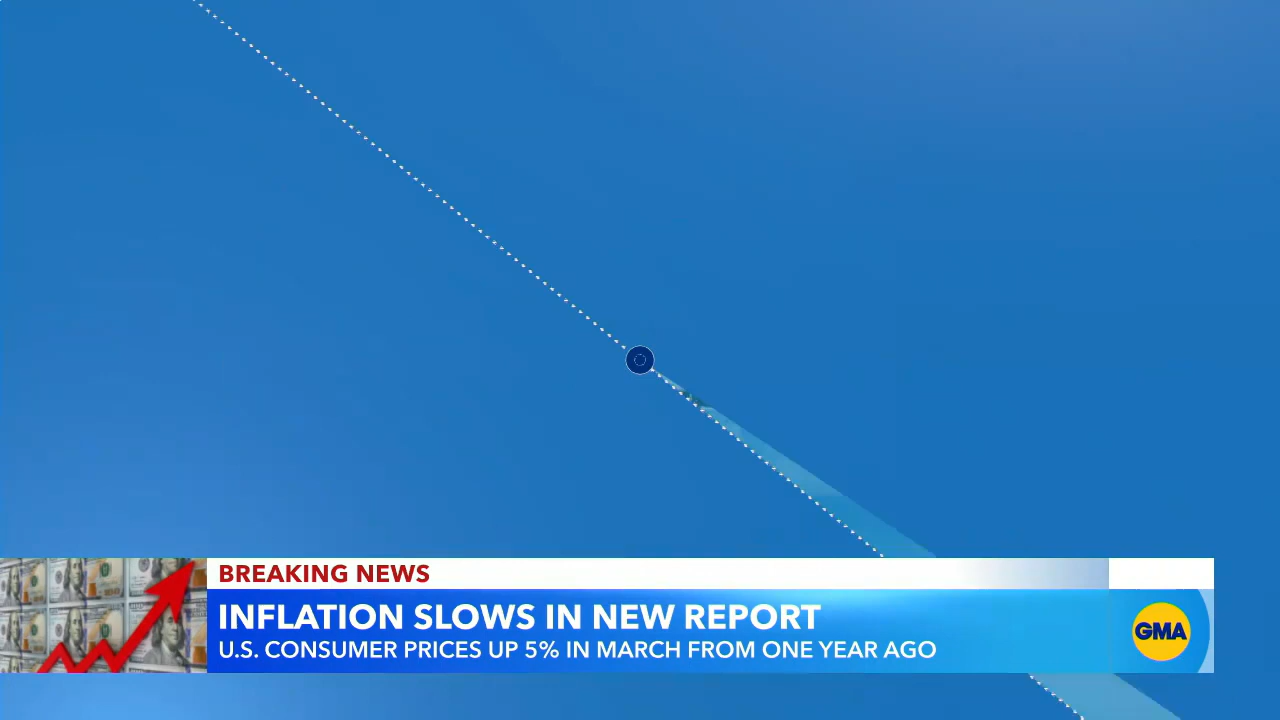 BREAKING NEWS
INFLATION SLOWS IN NEW REPORT
U.S. CONSUMER PRICES UP 5% IN MARCH FROM ONE YEAR AGO
GMA